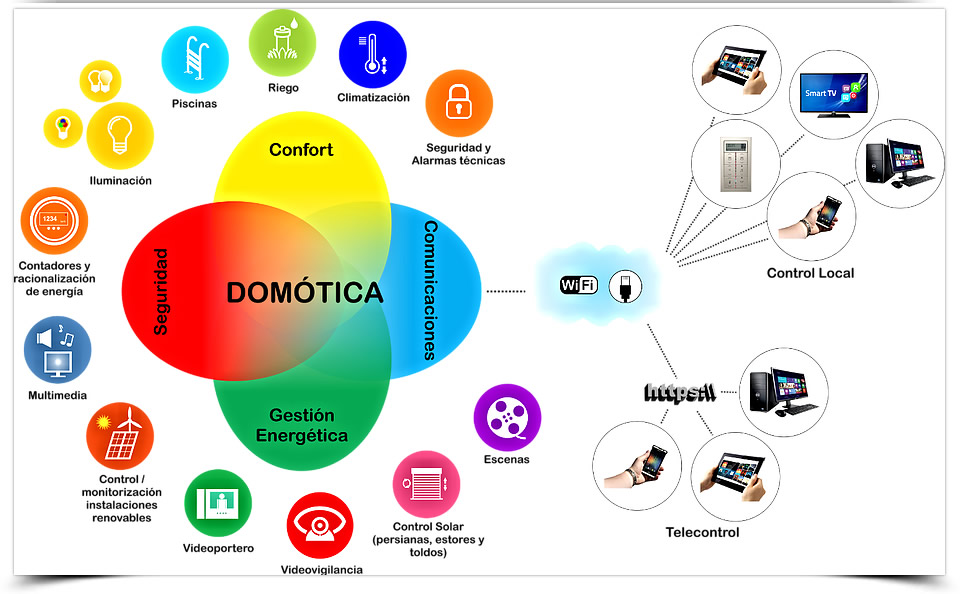 Piscinas
Riego
Climatización
Seguridad y
Alarmas técnicas
Iluminación
Contadores y
racionalización
de energía
1234
Multimedia
Control /
monitorización
instalaciones
renovables
Videoportero
Videovigilancia
Control Solar
(persianas, estores y
toldos)
Escenas
Confort
Seguridad
DOMÓTICA
Comunicaciones
Gestión
Energética
WiFi
Smart TV
Control Local
https:\\
Telecontrol